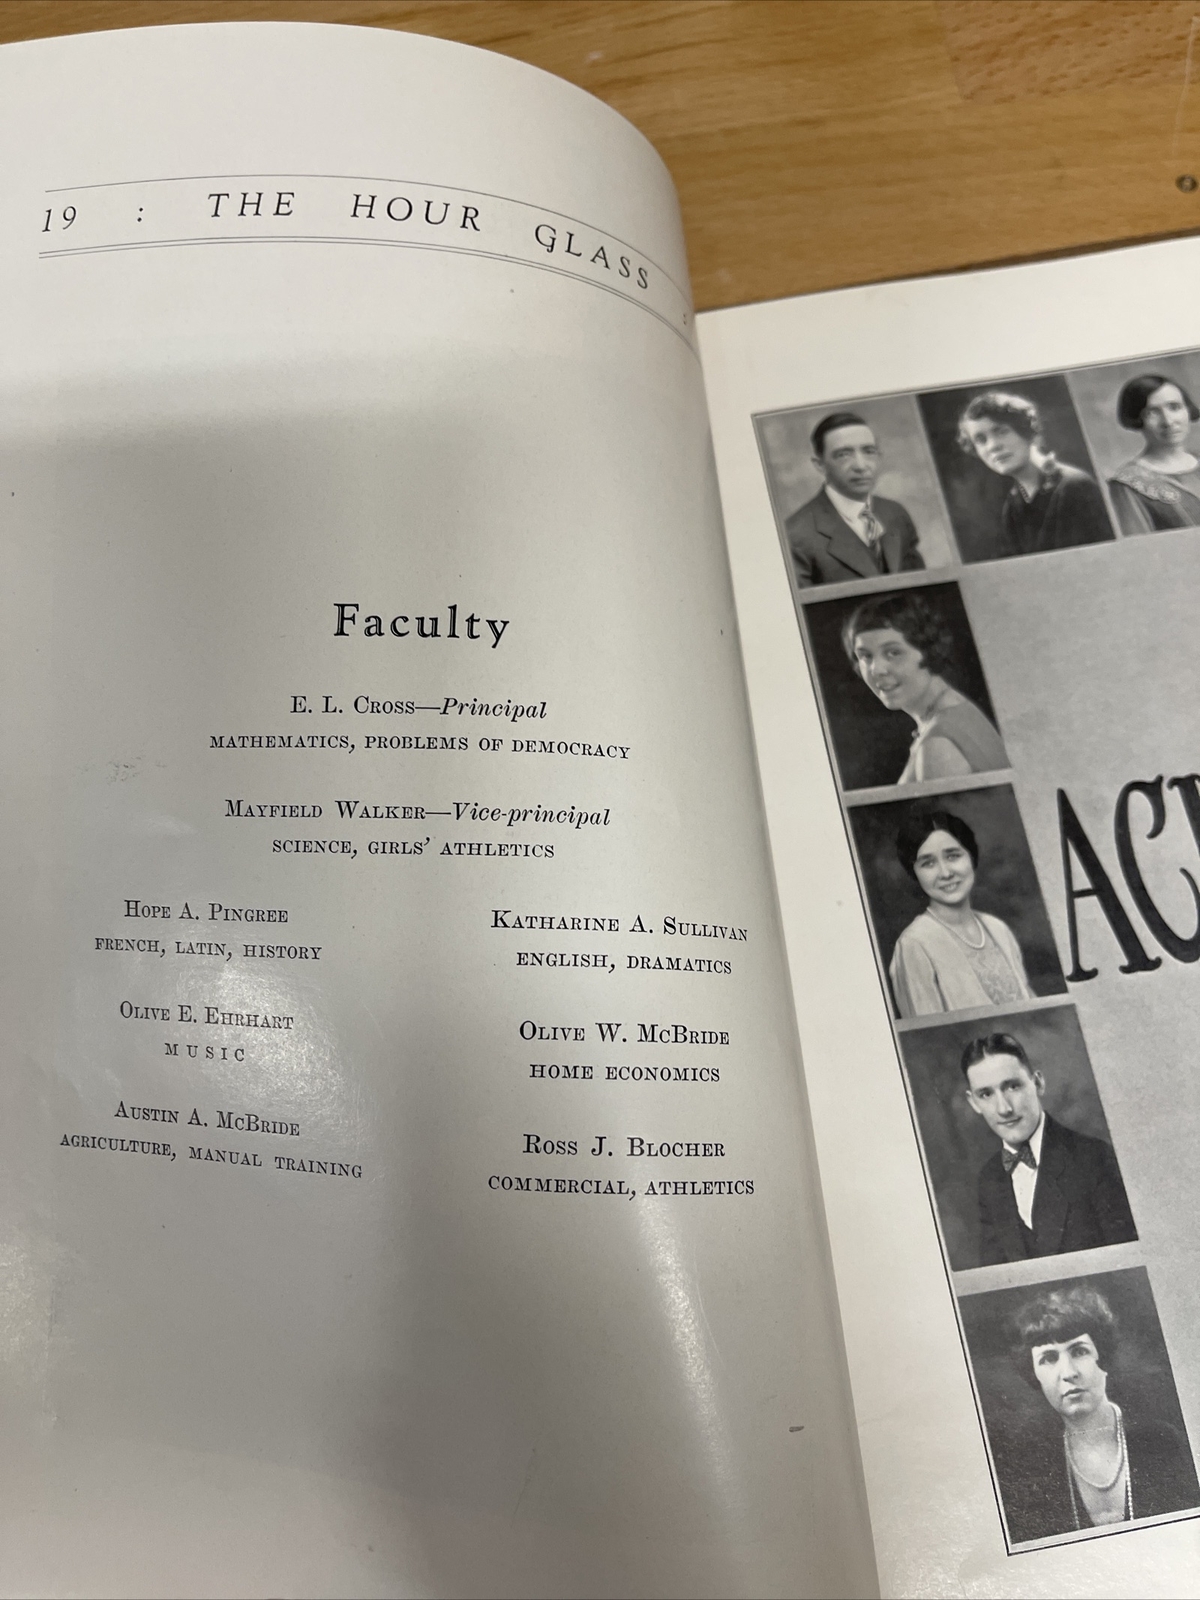 19 : THE HOUR GLASS :
Faculty
E. L. CROSS—Principal
MATHEMATICS, PROBLEMS OF DEMOCRACY
MAYFIELD WALKER—Vice-principal
SCIENCE, GIRLS' ATHLETICS
HOPE A. PINGREE
FRENCH, LATIN, HISTORY
OLIVE E. EHRHART
MUSIC
AUSTIN A. MCBRIDE
AGRICULTURE, MANUAL TRAINING
KATHARINE A. SULLIVAN
ENGLISH, DRAMATICS
OLIVE W. MCBRIDE
HOME ECONOMICS
ROSS J. BLOCHER
COMMERCIAL, ATHLETICS